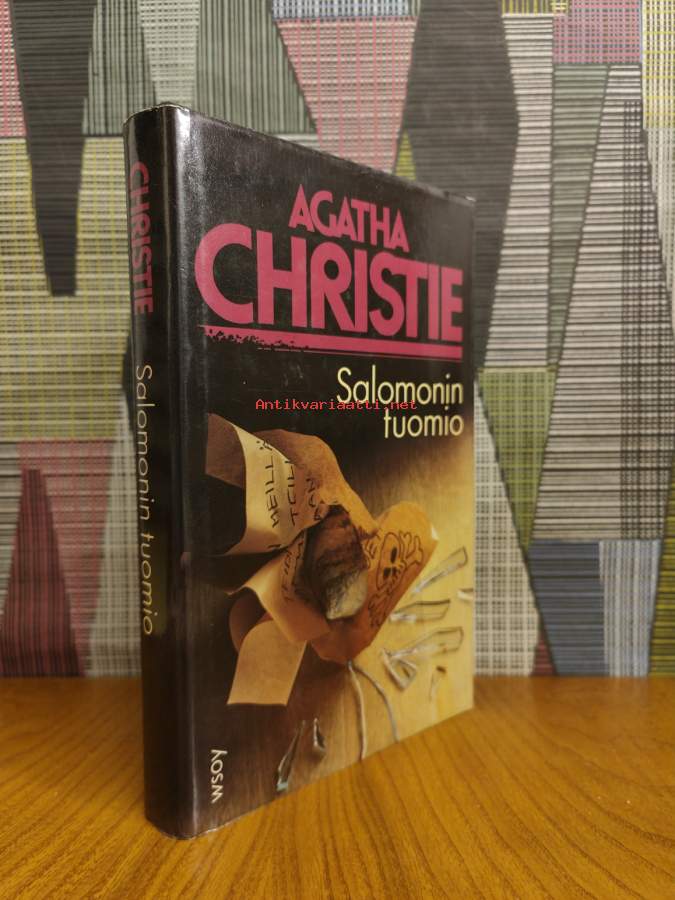 CHRISTIE
Salomonin tuomio
WSOY
AGATHA
CHRISTIE
Salomonin
tuomio
Antikvariaatti.net